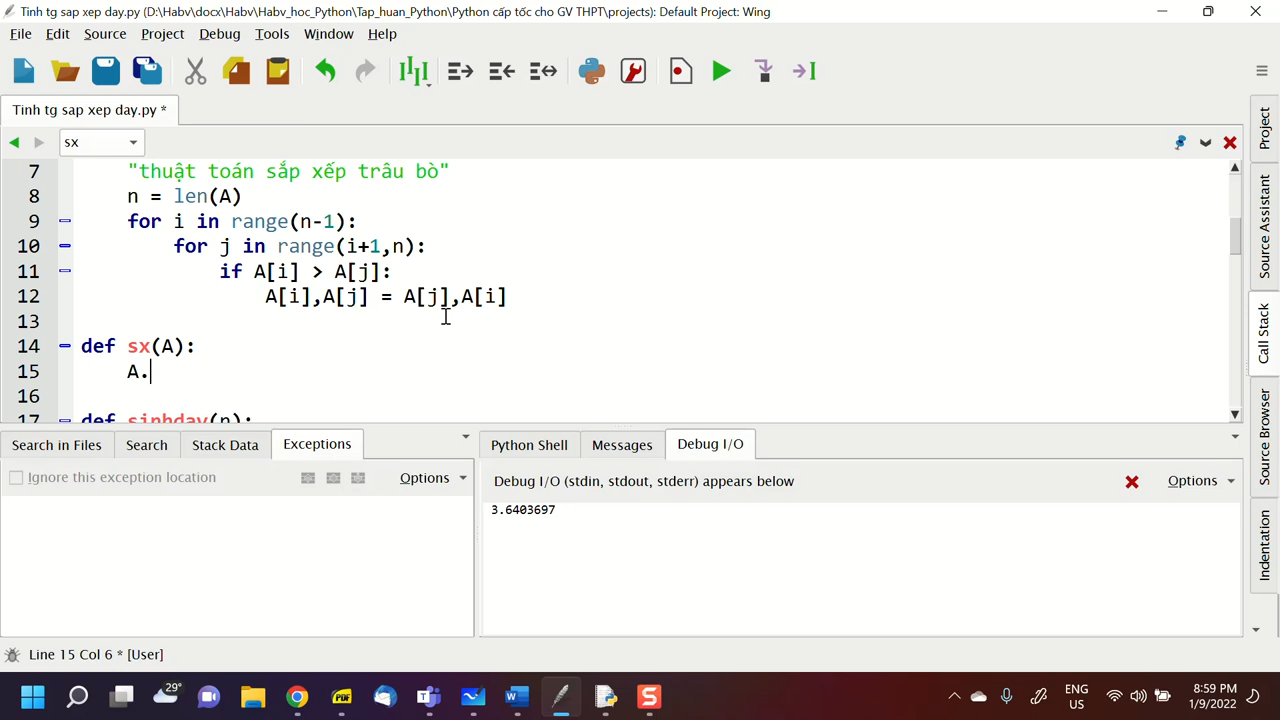 Tinh tg sap xep day.py (D:\Habv\docx\Habv\Habv_hoc_Python\Tap_huan_Python\Python cấp tốc cho GV THPT\projects): Default Project: Wing
File Edit Source Project Debug Tools Window Help
Tinh tg sap xep day.py *
sx
7 "thuật toán sắp xếp trâu bò"
8 n = len(A)
9 for i in range(n-1):
10 for j in range(i+1,n):
11 if A[i] > A[j]:
12 A[i],A[j] = A[j],A[i]
13
14 def sx(A):
15 A.
16
17 def sinhday(n):
Project
Source Assistant
Call Stack
Source Browser
Indentation
Search in Files Search Stack Data Exceptions
Ignore this exception location Options
Python Shell Messages Debug I/O
Debug I/O (stdin, stdout, stderr) appears below Options
3.6403697
Line 15 Col 6 * [User]
29°
ENG
US
8:59 PM
1/9/2022